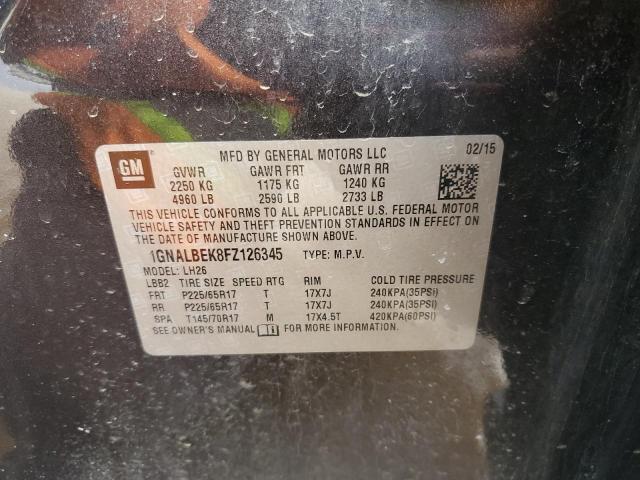 GM
MFD BY GENERAL MOTORS LLC 02/15
GVWR GAWR FRT GAWR RR
2250 KG 1175 KG 1240 KG
4960 LB 2590 LB 2733 LB
THIS VEHICLE CONFORMS TO ALL APPLICABLE U.S. FEDERAL MOTOR
VEHICLE SAFETY AND THEFT PREVENTION STANDARDS IN EFFECT ON
THE DATE OF MANUFACTURE SHOWN ABOVE.
1GNALBEK8FZ126345 TYPE: M.P.V.
MODEL: LH26
LBB2 TIRE SIZE SPEED RTG RIM COLD TIRE PRESSURE
FRT P225/65R17 T 17X7J 240KPA(35PSI)
RR P225/65R17 T 17X7J 240KPA(35PSI)
SPA T145/70R17 M 17X4.5T 420KPA(60PSI)
SEE OWNER'S MANUAL FOR MORE INFORMATION.